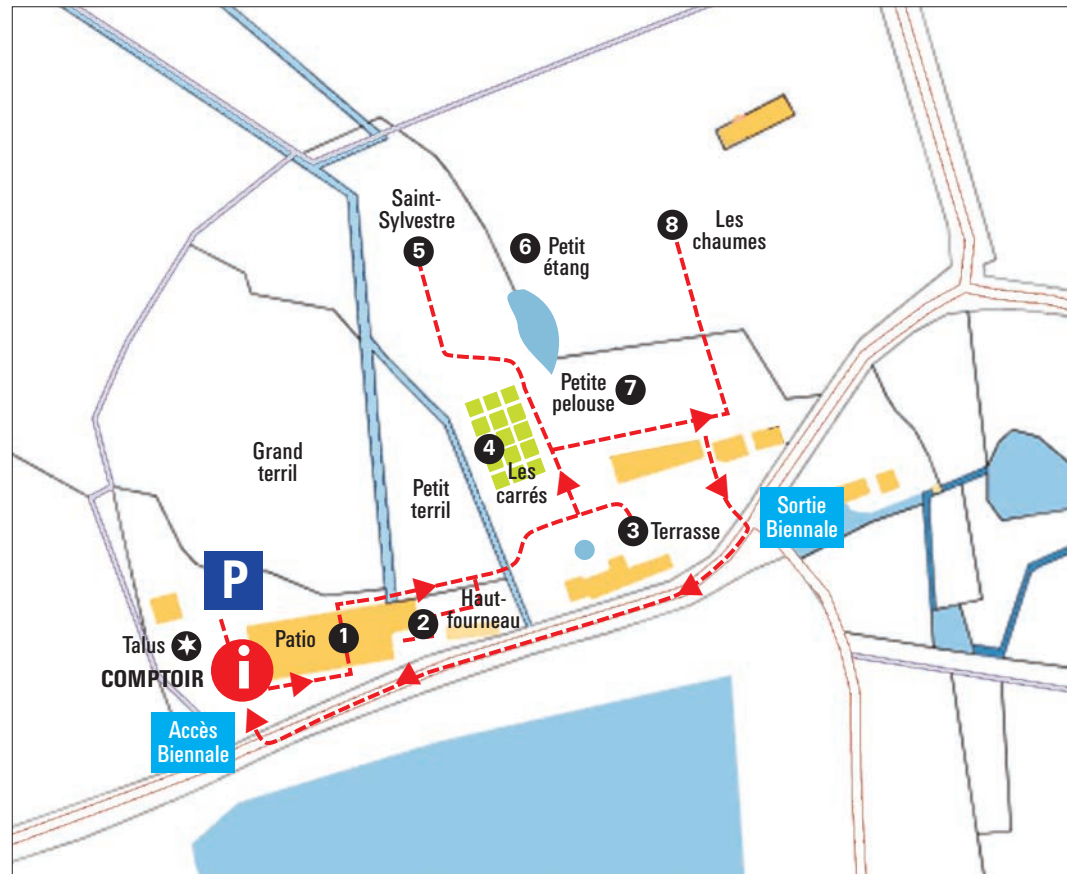 Saint-
Sylvestre
5
6
Petit
étang
8
Les
chaumes
Petite
pelouse
7
4
Les
carrés
Grand
terril
Petit
terril
3
Terrasse
Sortie
Biennale
P
Haut-
fourneau
2
Patio
1
Talus
COMPTOIR
i
Accès
Biennale